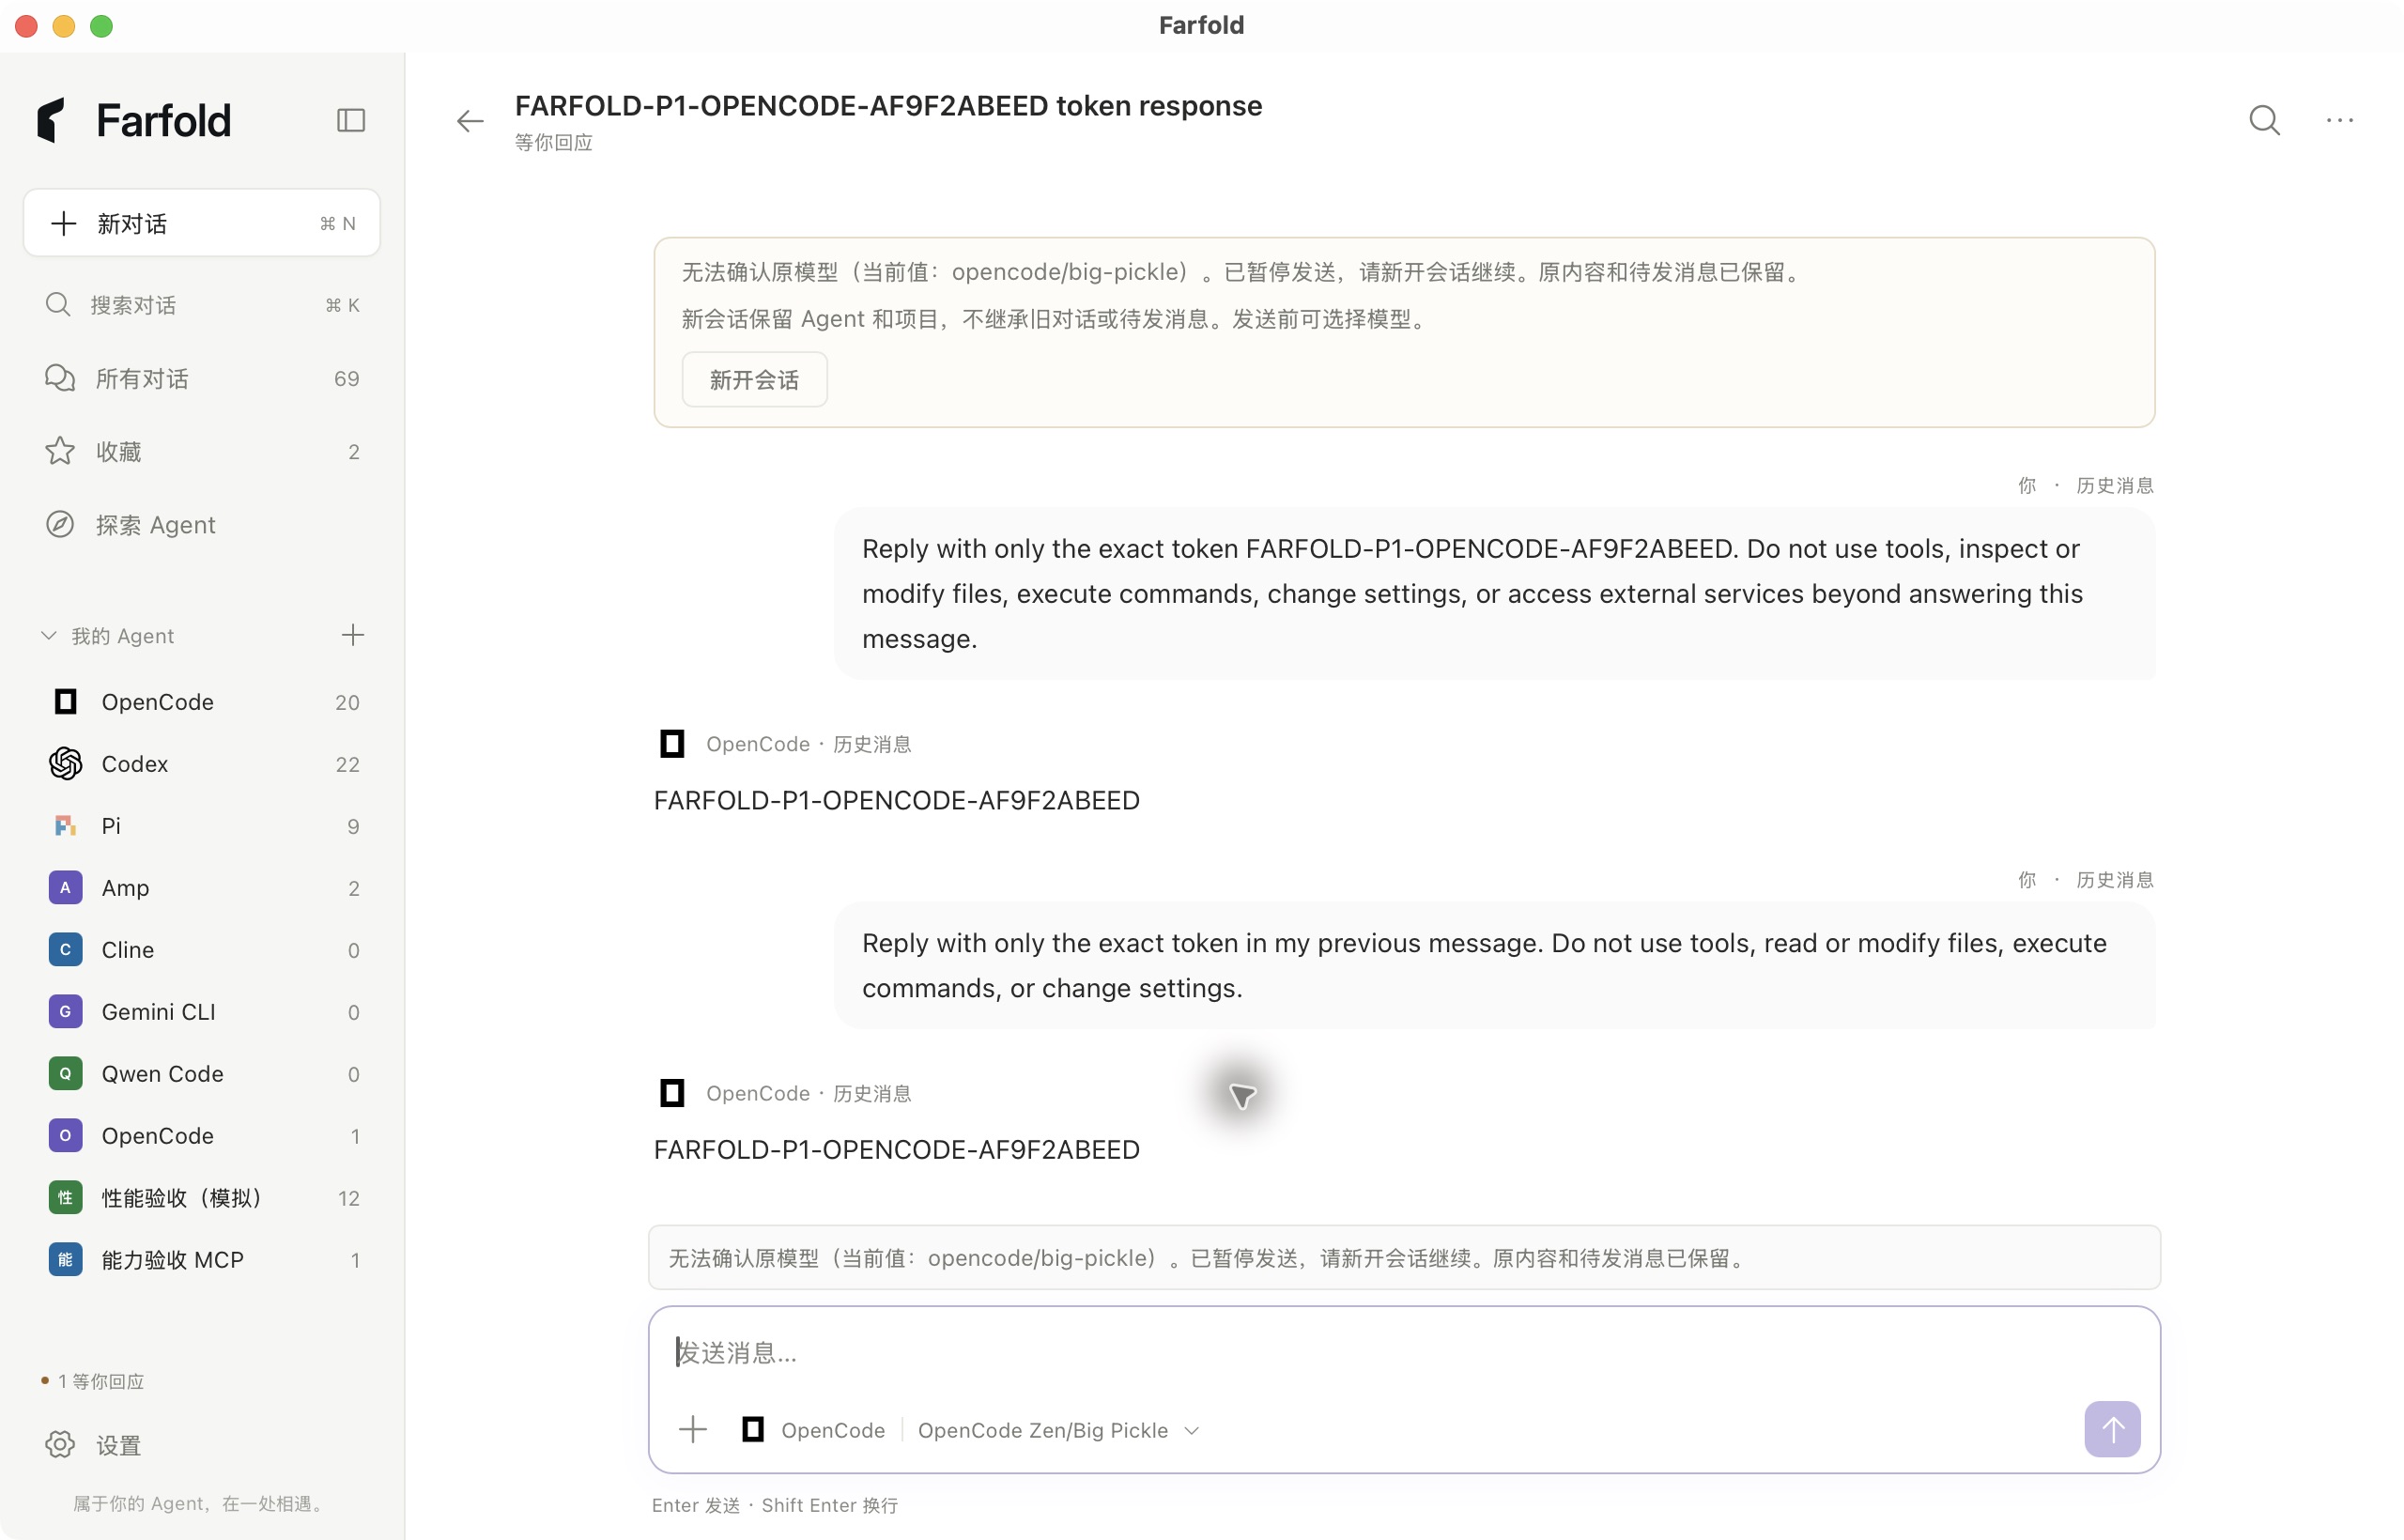 Farfold
Farfold
新对话 ⌘ N
搜索对话 ⌘ K
所有对话 69
收藏 2
探索 Agent
我的 Agent
OpenCode 20
Codex 22
Pi 9
A Amp 2
C Cline 0
G Gemini CLI 0
Q Qwen Code 0
O OpenCode 1
性 性能验收（模拟） 12
能 能力验收 MCP 1
1 等你回应
设置
属于你的 Agent，在一处相遇。
FARFOLD-P1-OPENCODE-AF9F2ABEED token response
等你回应
无法确认原模型（当前值：opencode/big-pickle）。已暂停发送，请新开会话继续。原内容和待发消息已保留。
新会话保留 Agent 和项目，不继承旧对话或待发消息。发送前可选择模型。
新开会话
你 · 历史消息
Reply with only the exact token FARFOLD-P1-OPENCODE-AF9F2ABEED. Do not use tools, inspect or
modify files, execute commands, change settings, or access external services beyond answering this
message.
OpenCode · 历史消息
FARFOLD-P1-OPENCODE-AF9F2ABEED
你 · 历史消息
Reply with only the exact token in my previous message. Do not use tools, read or modify files, execute
commands, or change settings.
OpenCode · 历史消息
FARFOLD-P1-OPENCODE-AF9F2ABEED
无法确认原模型（当前值：opencode/big-pickle）。已暂停发送，请新开会话继续。原内容和待发消息已保留。
发送消息...
OpenCode OpenCode Zen/Big Pickle
Enter 发送 · Shift Enter 换行